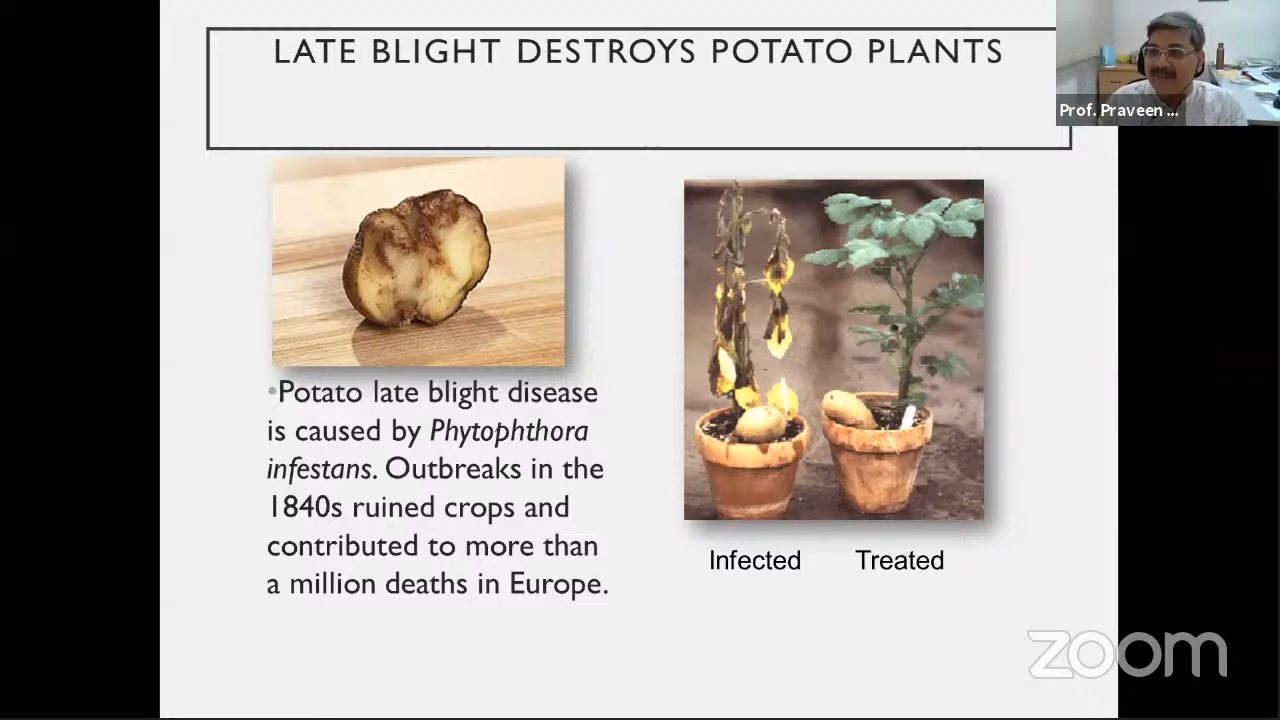 LATE BLIGHT DESTROYS POTATO PLANTS
Prof. Praveen ...
•Potato late blight disease
is caused by Phytophthora
infestans. Outbreaks in the
1840s ruined crops and
contributed to more than
a million deaths in Europe.
Infected Treated
zoom